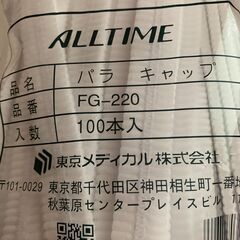 ALLTIME
品名 パラ キャップ
品番 FG-220
入数 100本入
東京メディカル株式会社
〒101-0029 東京都千代田区神田相生町一番地
秋葉原センタープレイスビル